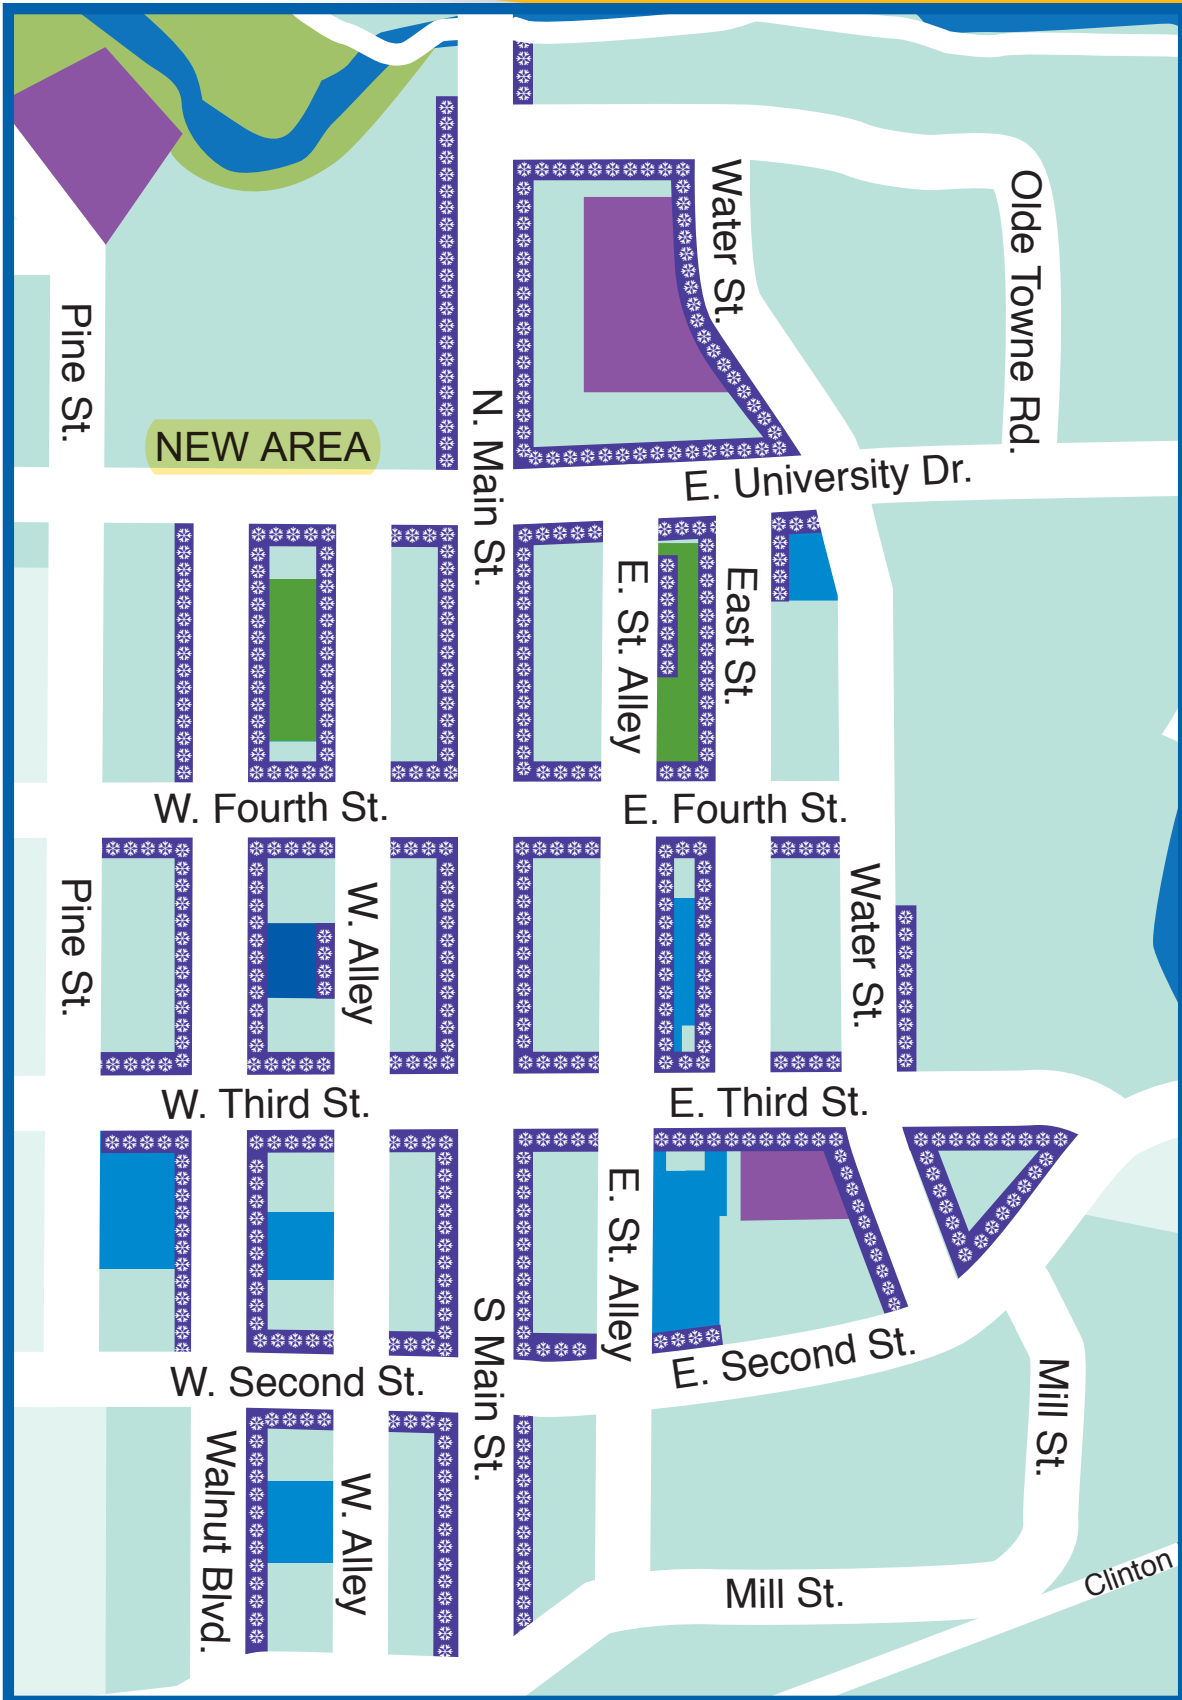 Water St.
Olde Towne Rd.
Pine St.
NEW AREA
N. Main St.
E. University Dr.
E. St. Alley
East St.
W. Fourth St.
E. Fourth St.
Pine St.
W. Alley
Water St.
W. Third St.
E. Third St.
E. St. Alley
S Main St.
W. Second St.
E. Second St.
Mill St.
Walnut Blvd.
W. Alley
Mill St.
Clinton